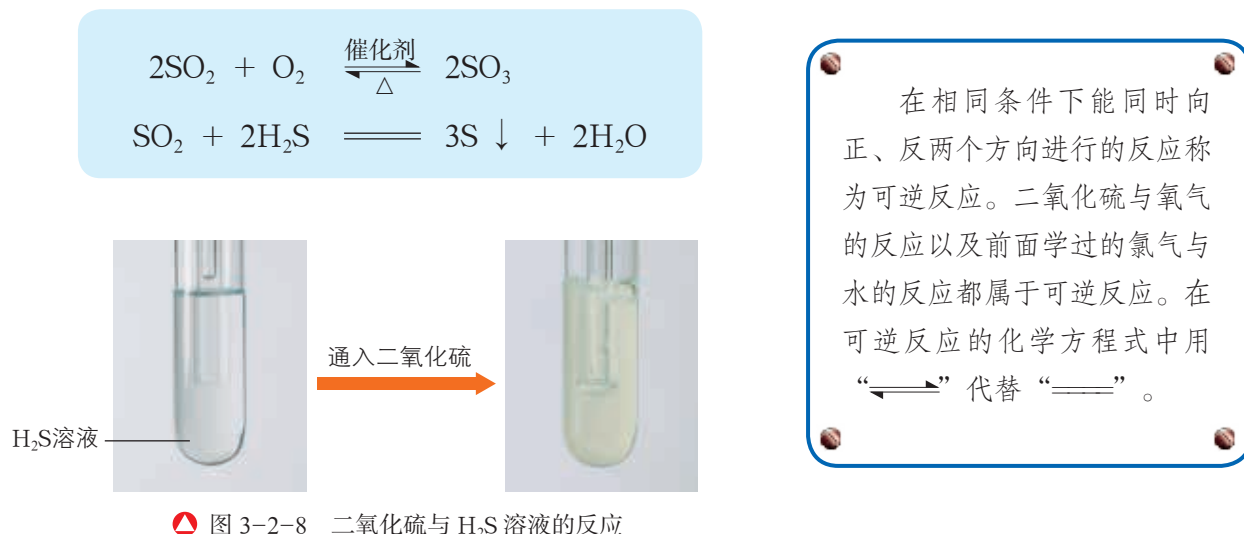 2SO₂ + O₂ 催化剂 ⇌ △ 2SO₃
SO₂ + 2H₂S ══ 3S ↓ + 2H₂O
通入二氧化硫
H₂S溶液
图 3-2-8 二氧化硫与 H₂S 溶液的反应
在相同条件下能同时向
正、反两个方向进行的反应称
为可逆反应。二氧化硫与氧气
的反应以及前面学过的氯气与
水的反应都属于可逆反应。在
可逆反应的化学方程式中用
“⇌”代替“══”。